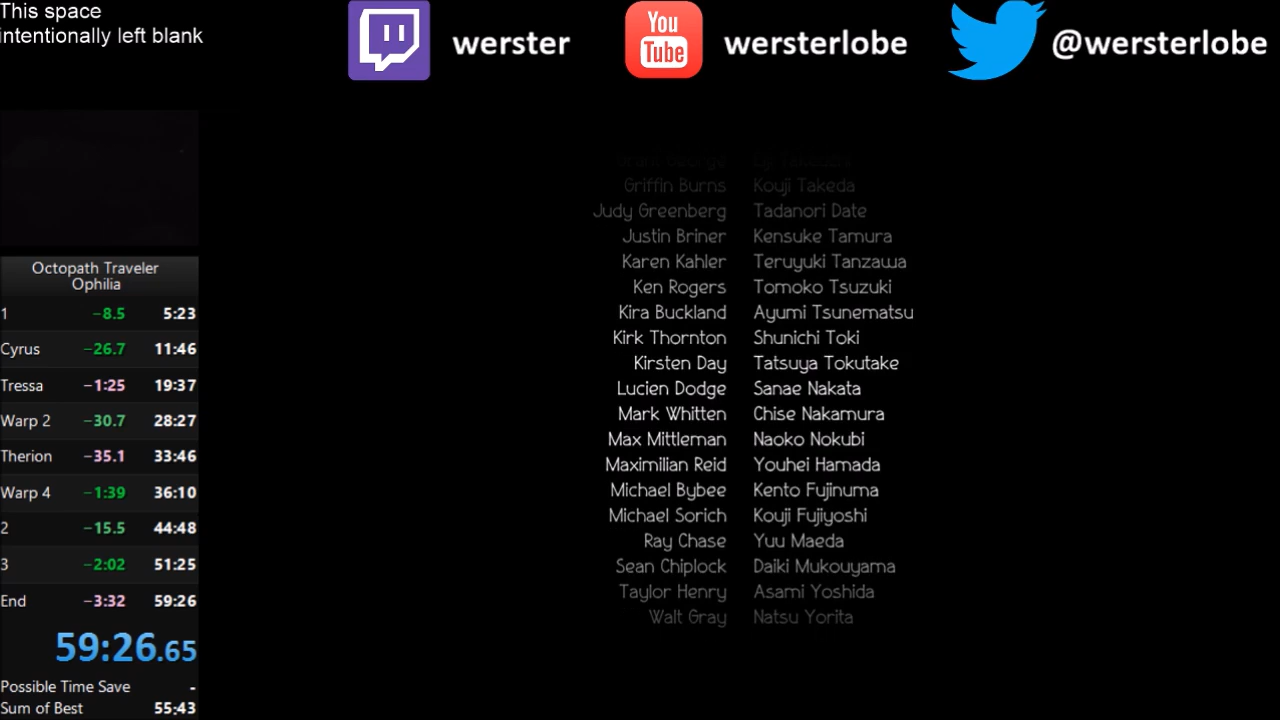 This space
intentionally left blank
werster
You
Tube
wersterlobe
@wersterlobe
Octopath Traveler
Ophilia
1 −8.5 5:23
Cyrus −26.7 11:46
Tressa −1:25 19:37
Warp 2 −30.7 28:27
Therion −35.1 33:46
Warp 4 −1:39 36:10
2 −15.5 44:48
3 −2:02 51:25
End −3:32 59:26
59:26.65
Possible Time Save -
Sum of Best 55:43
Griffin Burns Kouji Takeda
Judy Greenberg Tadanori Date
Justin Briner Kensuke Tamura
Karen Kahler Teruyuki Tanzawa
Ken Rogers Tomoko Tsuzuki
Kira Buckland Ayumi Tsunematsu
Kirk Thornton Shunichi Toki
Kirsten Day Tatsuya Tokutake
Lucien Dodge Sanae Nakata
Mark Whitten Chise Nakamura
Max Mittleman Naoko Nokubi
Maximilian Reid Youhei Hamada
Michael Bybee Kento Fujinuma
Michael Sorich Kouji Fujiyoshi
Ray Chase Yuu Maeda
Sean Chiplock Daiki Mukouyama
Taylor Henry Asami Yoshida
Walt Gray Natsu Yorita